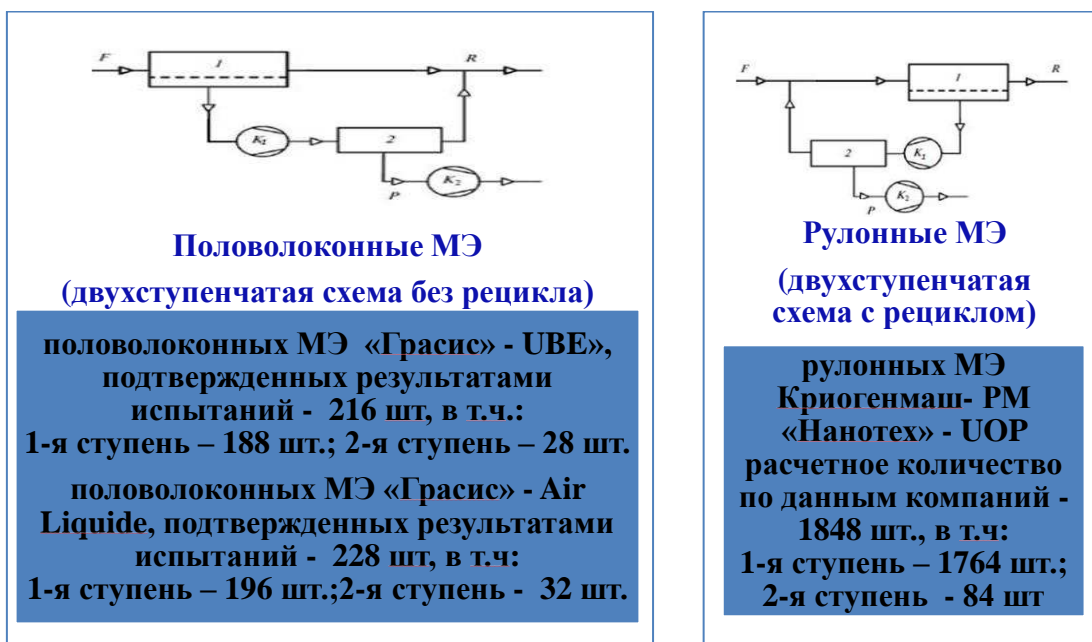 F
1
R
K1
2
K2
P
Половолоконные МЭ
(двухступенчатая схема без рецикла)
половолоконных МЭ «Грасис» - UBE»,
подтвержденных результатами
испытаний - 216 шт, в т.ч.:
1-я ступень – 188 шт.; 2-я ступень – 28 шт.
половолоконных МЭ «Грасис» - Air
Liquide, подтвержденных результатами
испытаний - 228 шт, в т.ч:
1-я ступень – 196 шт.;2-я ступень - 32 шт.
F
1
R
2
K1
K2
P
Рулонные МЭ
(двухступенчатая
схема с рециклом)
рулонных МЭ
Криогенмаш- РМ
«Нанотех» - UOP
расчетное количество
по данным компаний -
1848 шт., в т.ч:
1-я ступень – 1764 шт.;
2-я ступень - 84 шт